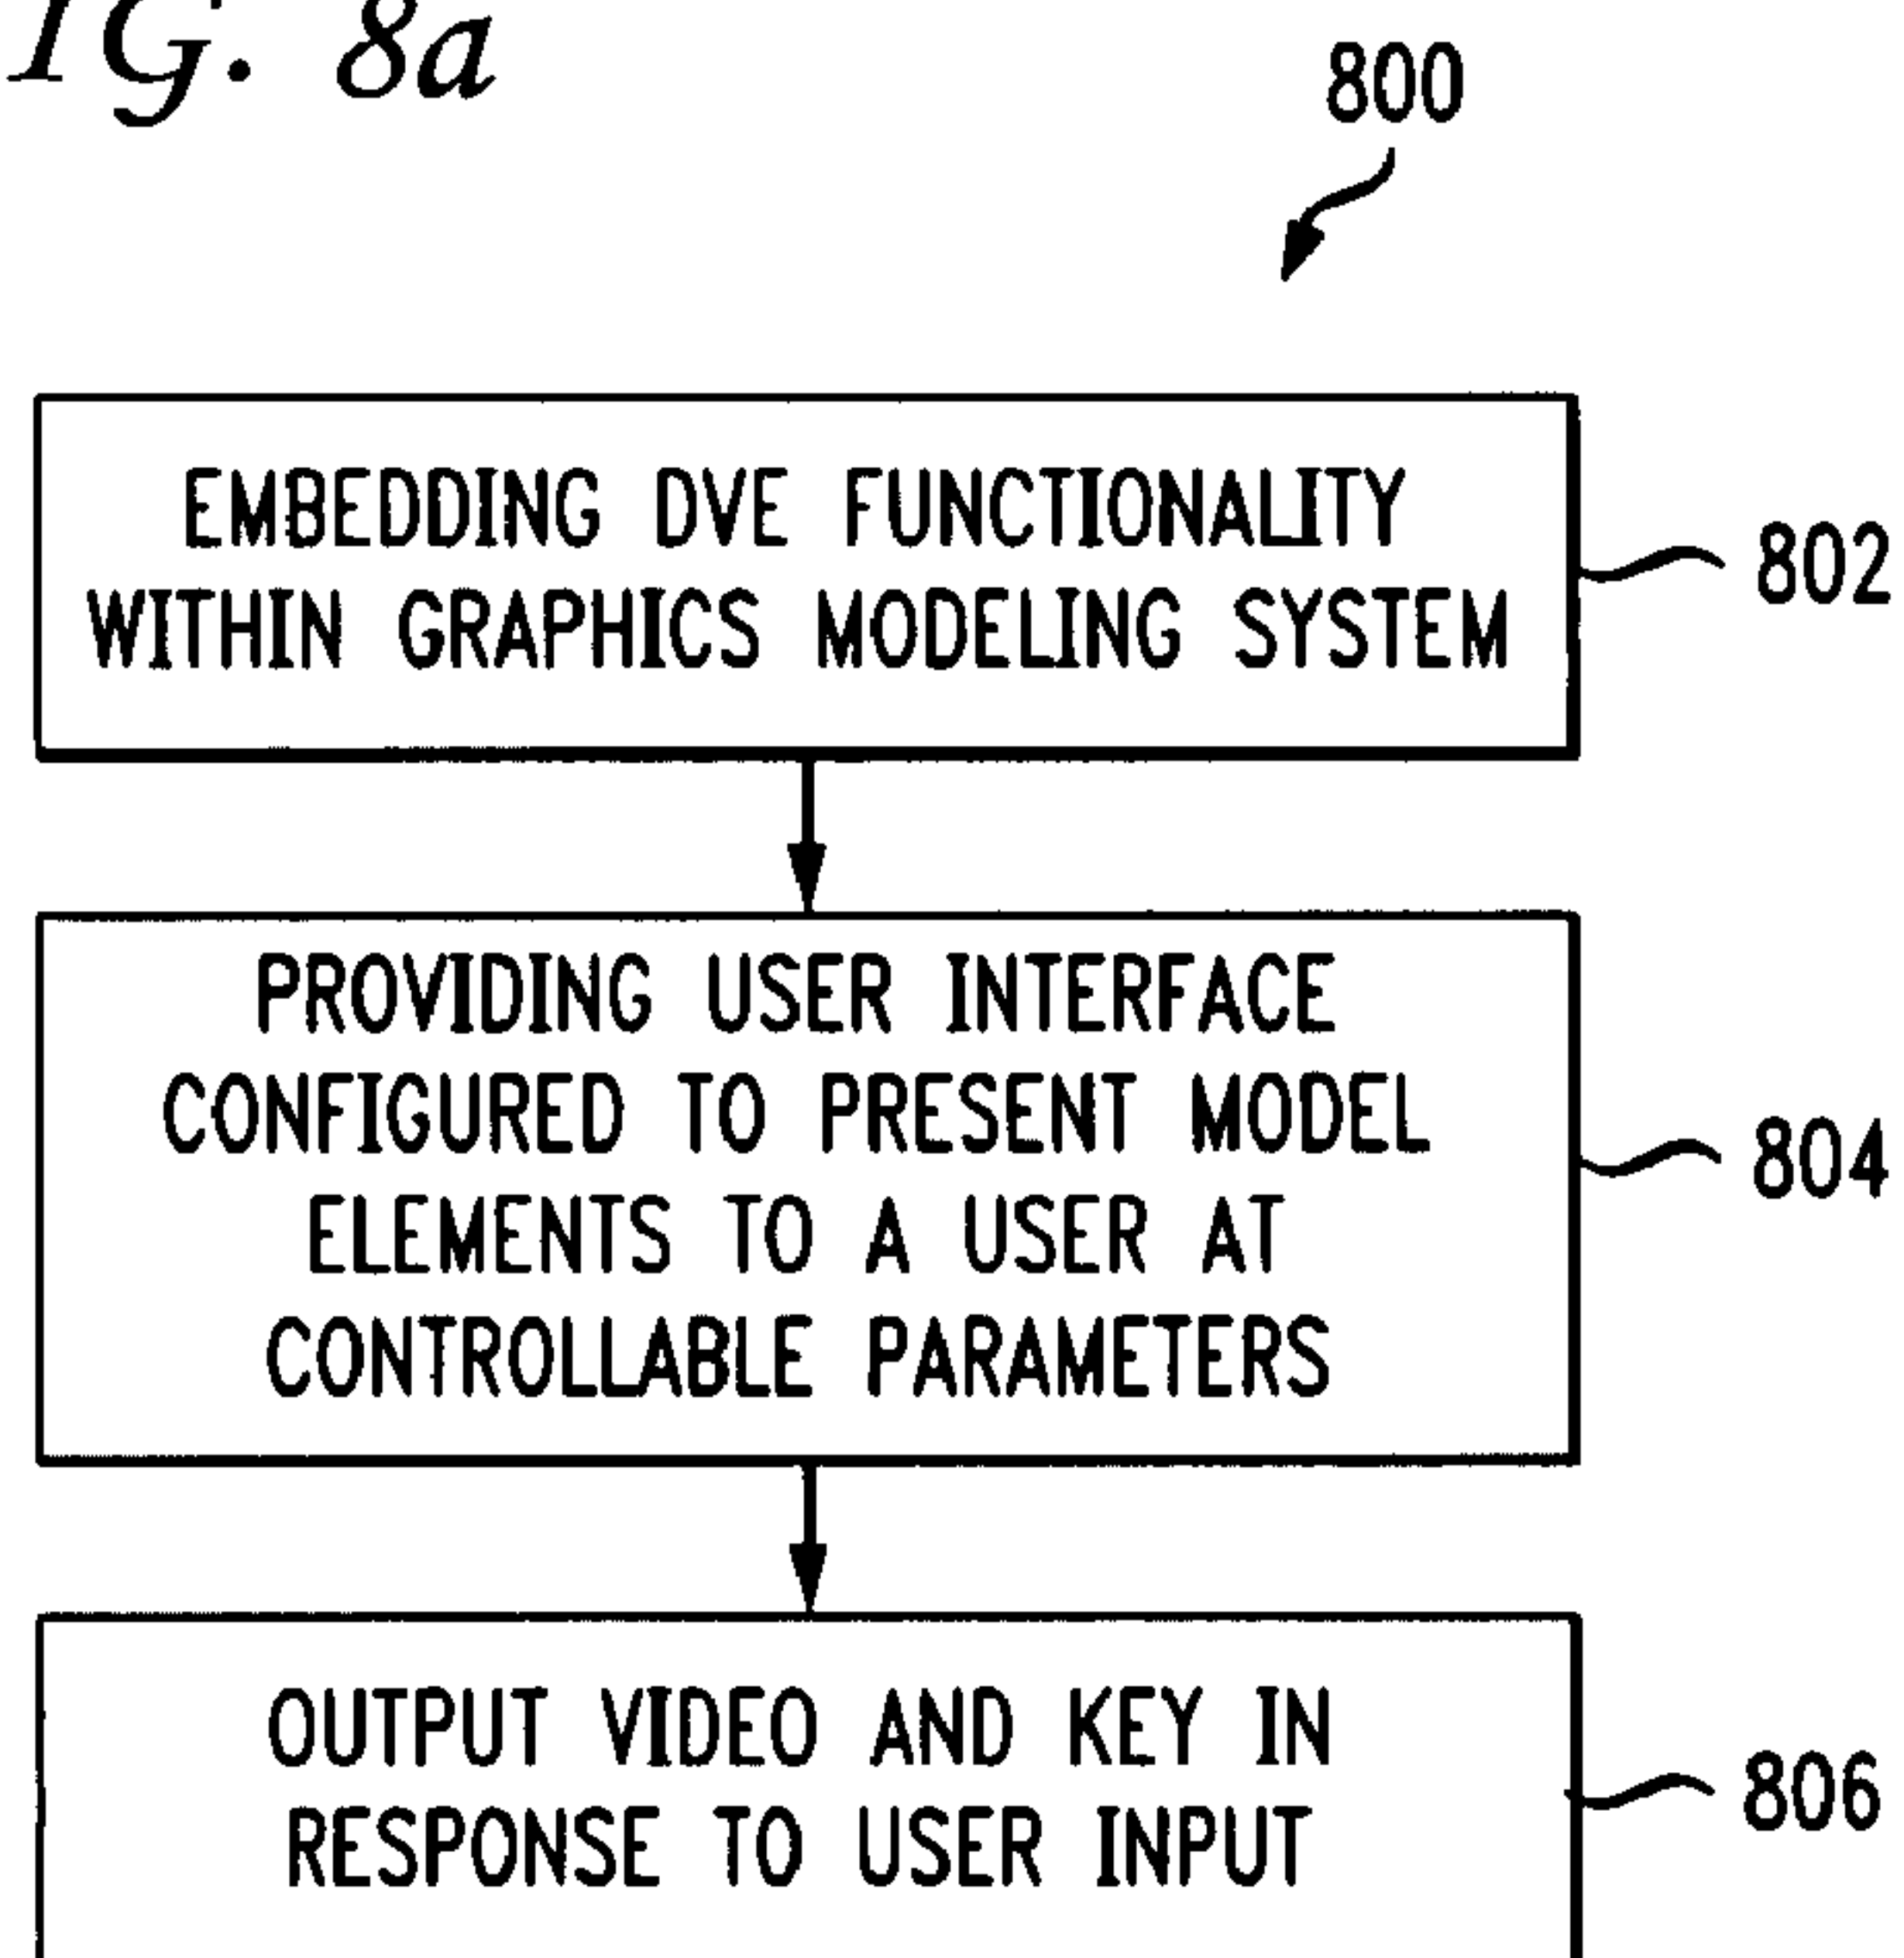 IG. 8a
800
EMBEDDING DVE FUNCTIONALITY
WITHIN GRAPHICS MODELING SYSTEM
802
PROVIDING USER INTERFACE
CONFIGURED TO PRESENT MODEL
ELEMENTS TO A USER AT
CONTROLLABLE PARAMETERS
804
OUTPUT VIDEO AND KEY IN
RESPONSE TO USER INPUT
806